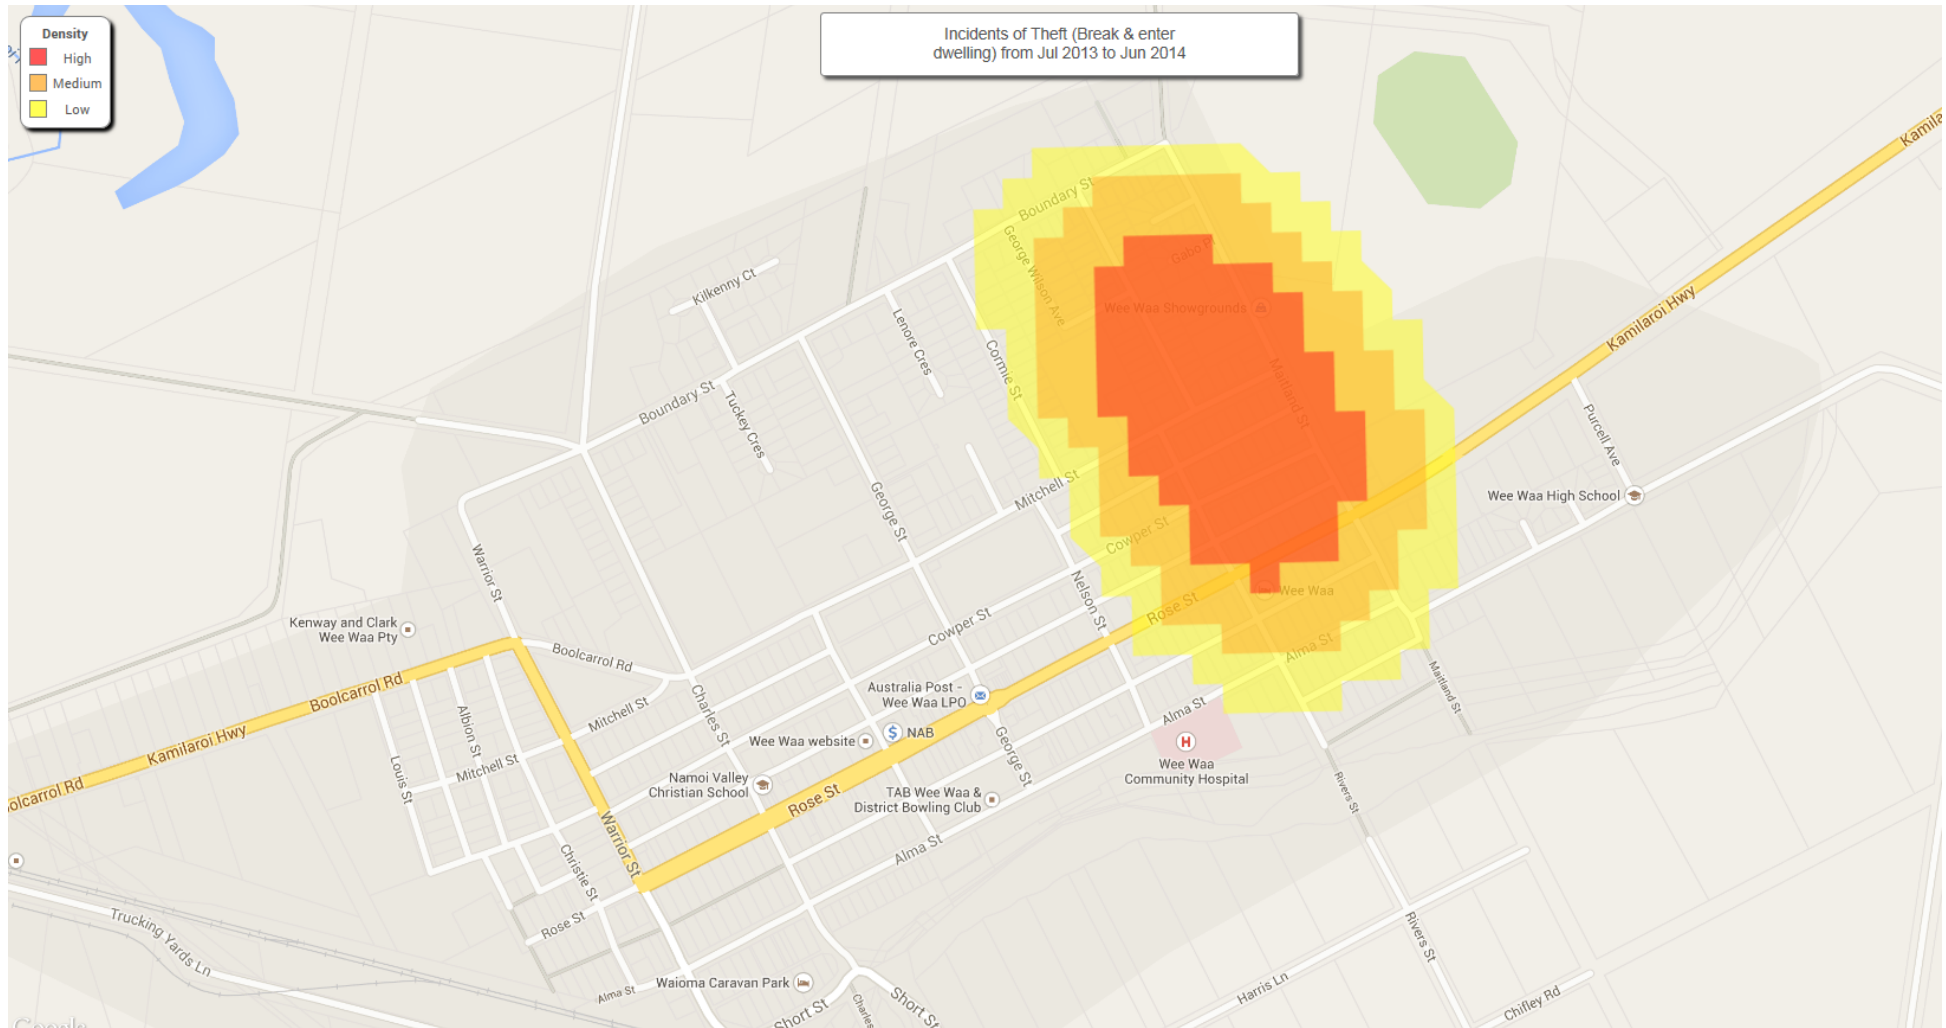 Density
High
Medium
Low
Incidents of Theft (Break & enter
dwelling) from Jul 2013 to Jun 2014
Kamila
Boundary St
George Wilson Ave
Gabo Pl
Wee Waa Showgrounds
Kilkenny Ct
Lenore Cres
Cormie St
Maitland St
Kamilaroi Hwy
Boundary St
Tuckey Cres
Purcell Ave
George St
Mitchell St
Wee Waa High School
Cowper St
Warrior St
Nelson St
Wee Waa
Rose St
Kenway and Clark
Wee Waa Pty
Cowper St
Alma St
Boolcarrol Rd
Maitland St
Boolcarrol Rd
Charles St
Australia Post -
Wee Waa LPO
Mitchell St
Albion St
Alma St
Kamilaroi Hwy
NAB
Wee Waa website
H
George St
Wee Waa
Community Hospital
Mitchell St
Louis St
Namoi Valley
Christian School
olcarrol Rd
Rose St
TAB Wee Waa &
District Bowling Club
Rivers St
Warrior St
Alma St
Christie St
Rose St
Trucking Yards Ln
Rivers St
Waioma Caravan Park
Alma St
Harris Ln
Short St
Short St
Charles
Chifley Rd
Google